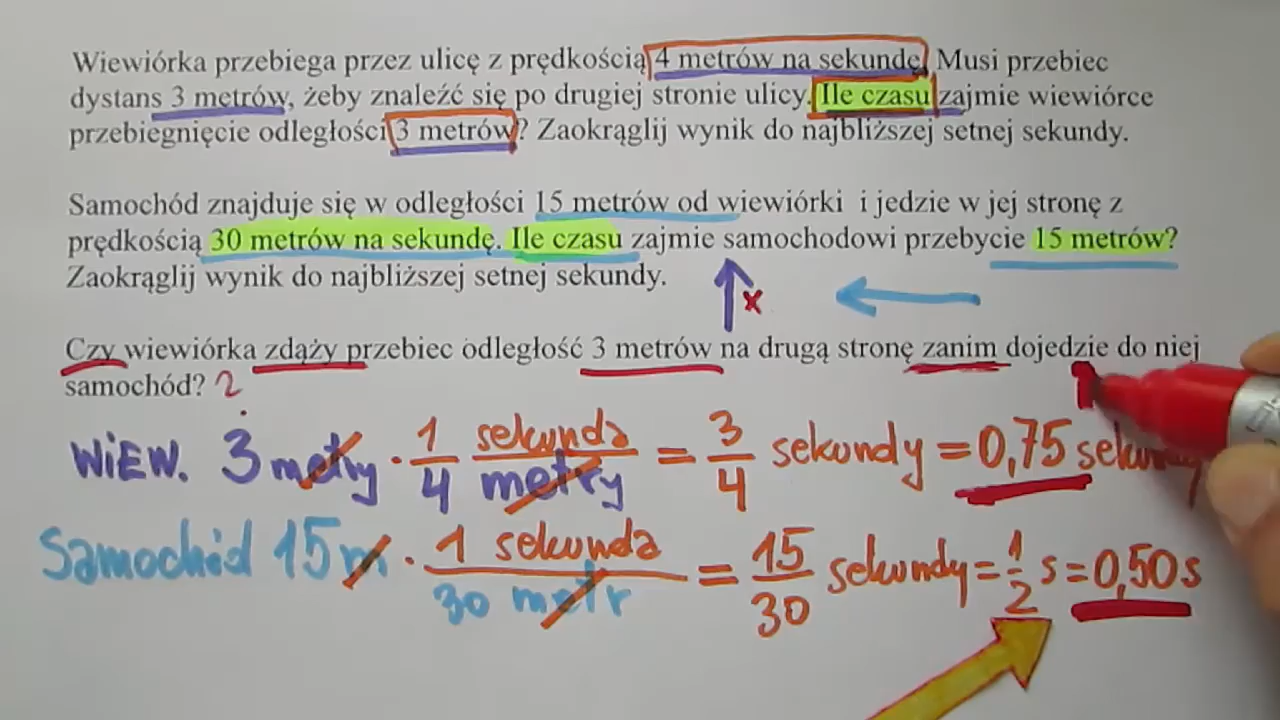 Wiewiórka przebiega przez ulicę z prędkością 4 metrów na sekundę. Musi przebiec
dystans 3 metrów, żeby znaleźć się po drugiej stronie ulicy. Ile czasu zajmie wiewiórce
przebiegnięcie odległości 3 metrów? Zaokrąglij wynik do najbliższej setnej sekundy.
Samochód znajduje się w odległości 15 metrów od wiewiórki i jedzie w jej stronę z
prędkością 30 metrów na sekundę. Ile czasu zajmie samochodowi przebycie 15 metrów?
Zaokrąglij wynik do najbliższej setnej sekundy.
x
Czy wiewiórka zdąży przebiec odległość 3 metrów na drugą stronę zanim dojedzie do niej
samochód? 2
WIEW. 3 metry · 1/4 sekunda/metry = 3/4 sekundy = 0,75 sekundy
Samochód 15 m · 1 sekunda/30 metr = 15/30 sekundy = 1/2 s = 0,50 s